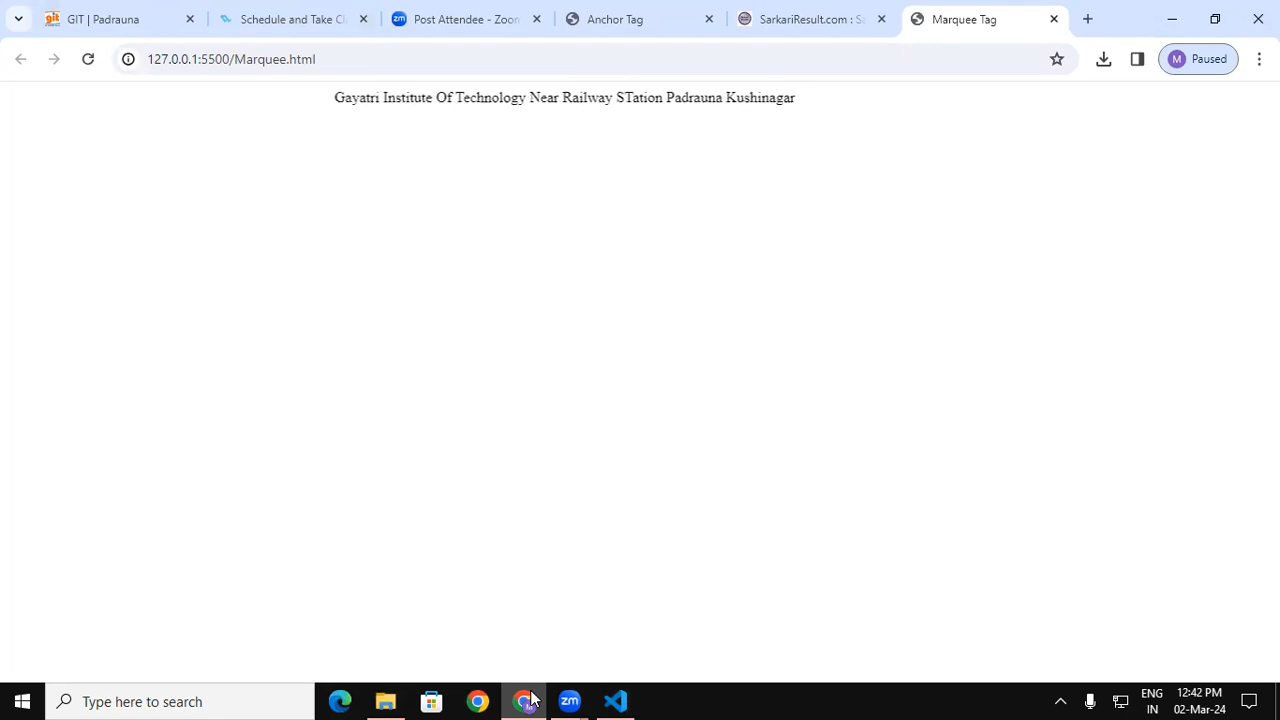 GIT | Padrauna
Schedule and Take Cl
Post Attendee - Zoon
Anchor Tag
SarkariResult.com : Sa
Marquee Tag
127.0.0.1:5500/Marquee.html
M Paused
Gayatri Institute Of Technology Near Railway STation Padrauna Kushinagar
Type here to search
zm
ENG
IN
12:42 PM
02-Mar-24